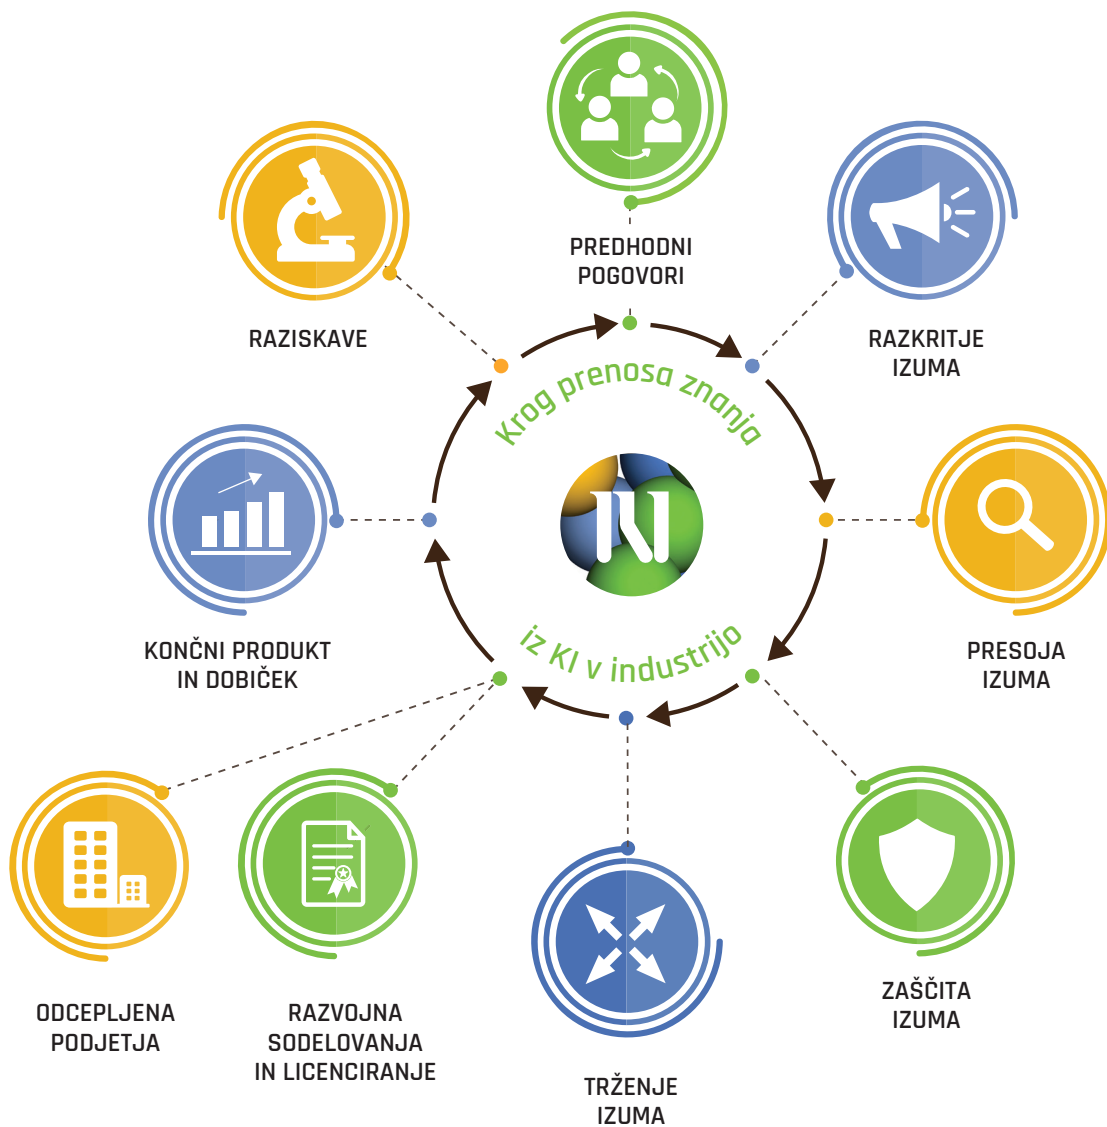 PREDHODNI
POGOVORI
RAZISKAVE
RAZKRITJE
IZUMA
Krog prenosa znanja
iz KI v industrijo
KONČNI PRODUKT
IN DOBIČEK
PRESOJA
IZUMA
ODCEPLJENA
PODJETJA
RAZVOJNA
SODELOVANJA
IN LICENCIRANJE
TRŽENJE
IZUMA
ZAŠČITA
IZUMA